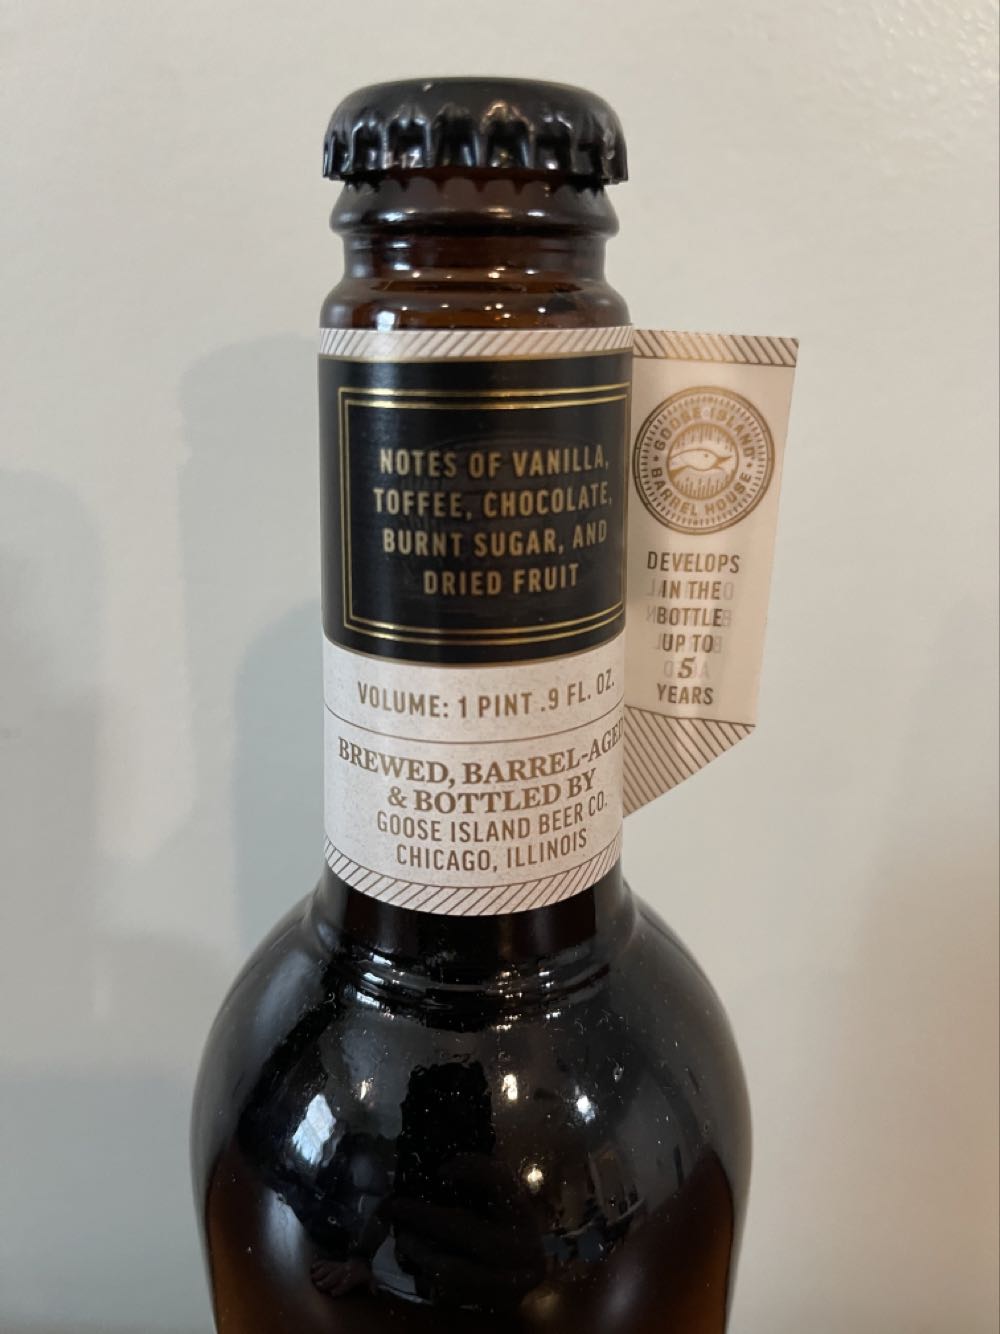 NOTES OF VANILLA,
TOFFEE, CHOCOLATE,
BURNT SUGAR, AND
DRIED FRUIT
VOLUME: 1 PINT .9 FL. OZ.
BREWED, BARREL-AGED
& BOTTLED BY
GOOSE ISLAND BEER CO.
CHICAGO, ILLINOIS
GOOSE ISLAND
BARREL HOUSE
DEVELOPS
IN THE
BOTTLE
UP TO
5
YEARS